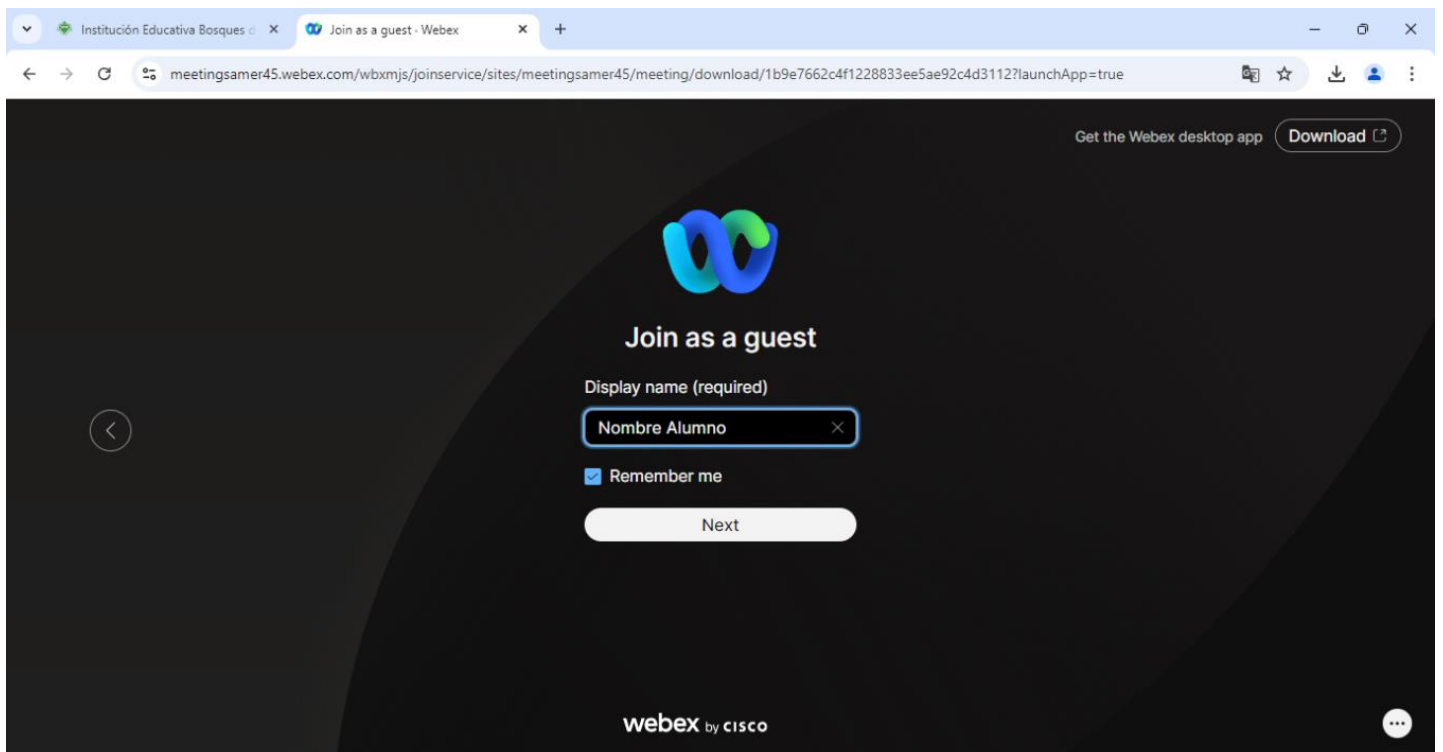 Institución Educativa Bosques d
Join as a guest - Webex
meetingsamer45.webex.com/wbxmjs/joinservice/sites/meetingsamer45/meeting/download/1b9e7662c4f1228833ee5ae92c4d3112?launchApp=true
Get the Webex desktop app
Download
Join as a guest
Display name (required)
Nombre Alumno
Remember me
Next
webex by CISCO